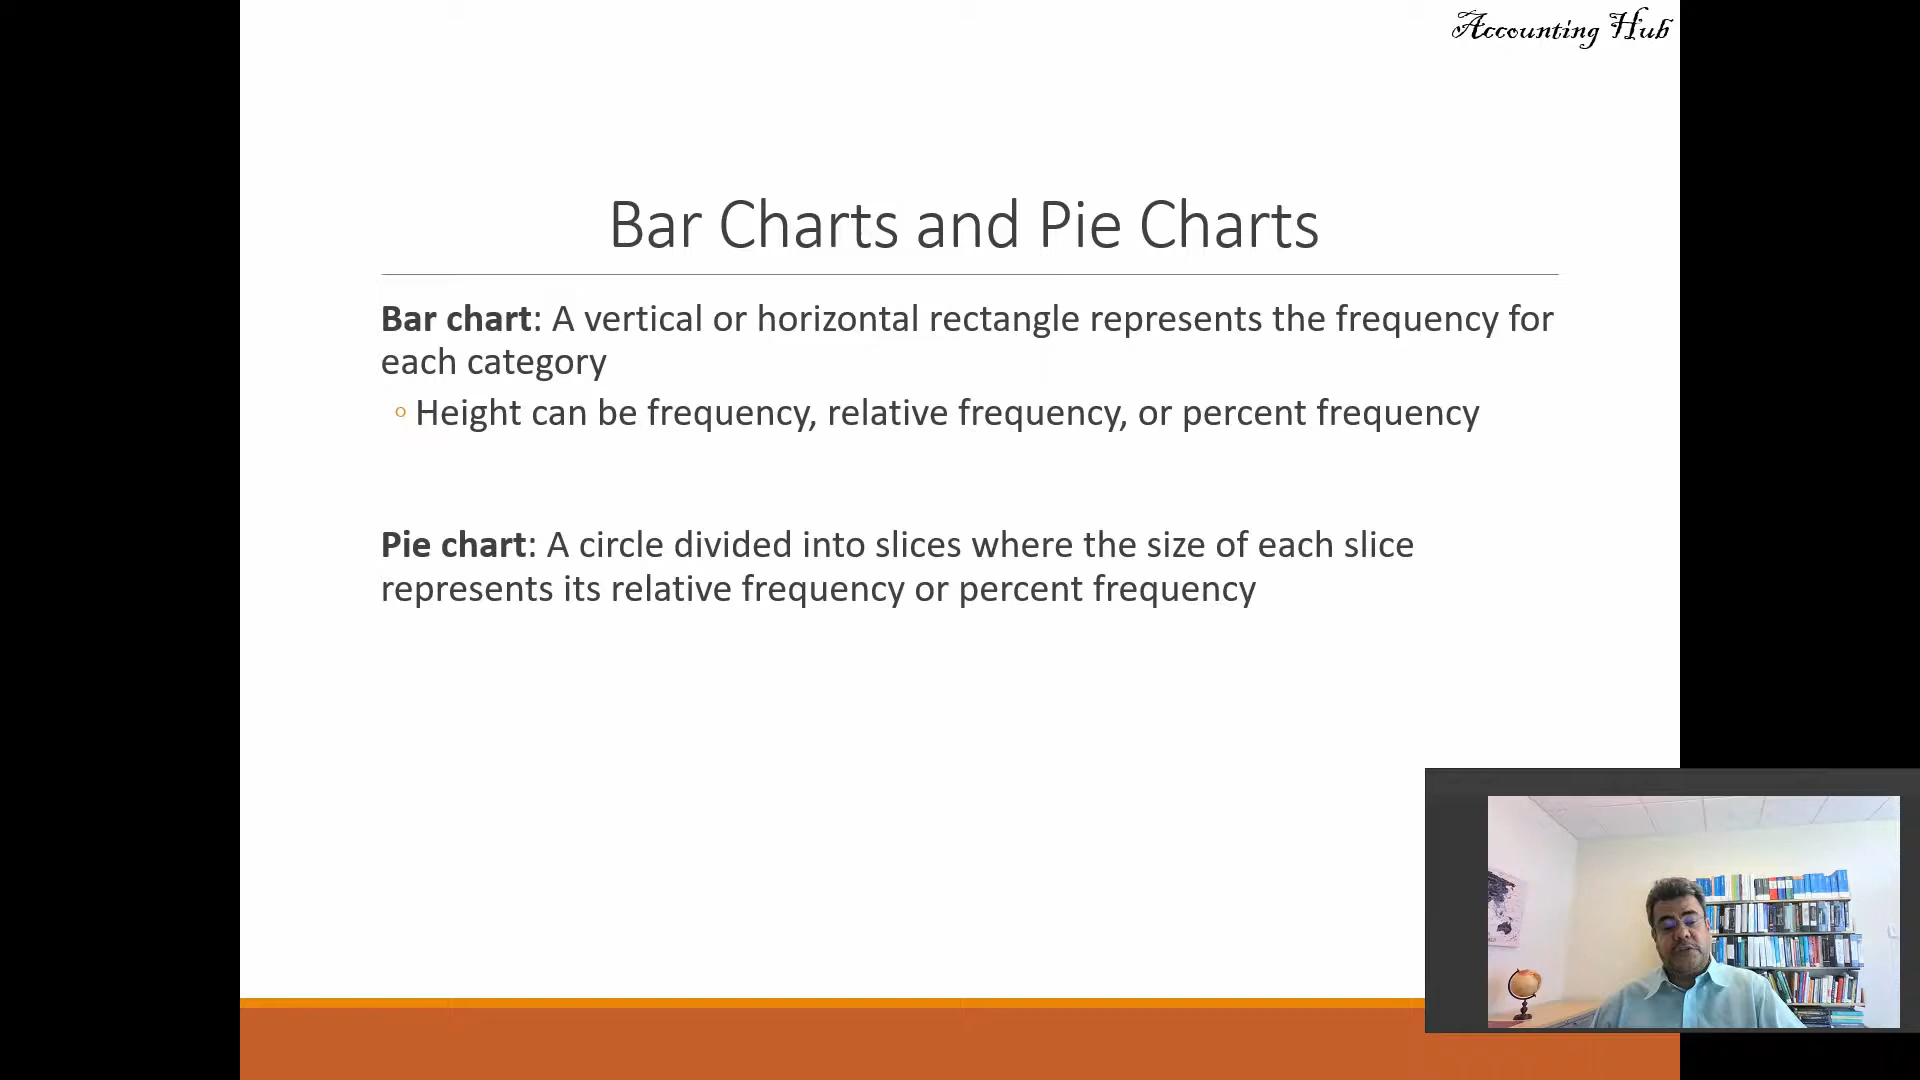 Accounting Hub
Bar Charts and Pie Charts
Bar chart: A vertical or horizontal rectangle represents the frequency for
each category
◦ Height can be frequency, relative frequency, or percent frequency
Pie chart: A circle divided into slices where the size of each slice
represents its relative frequency or percent frequency